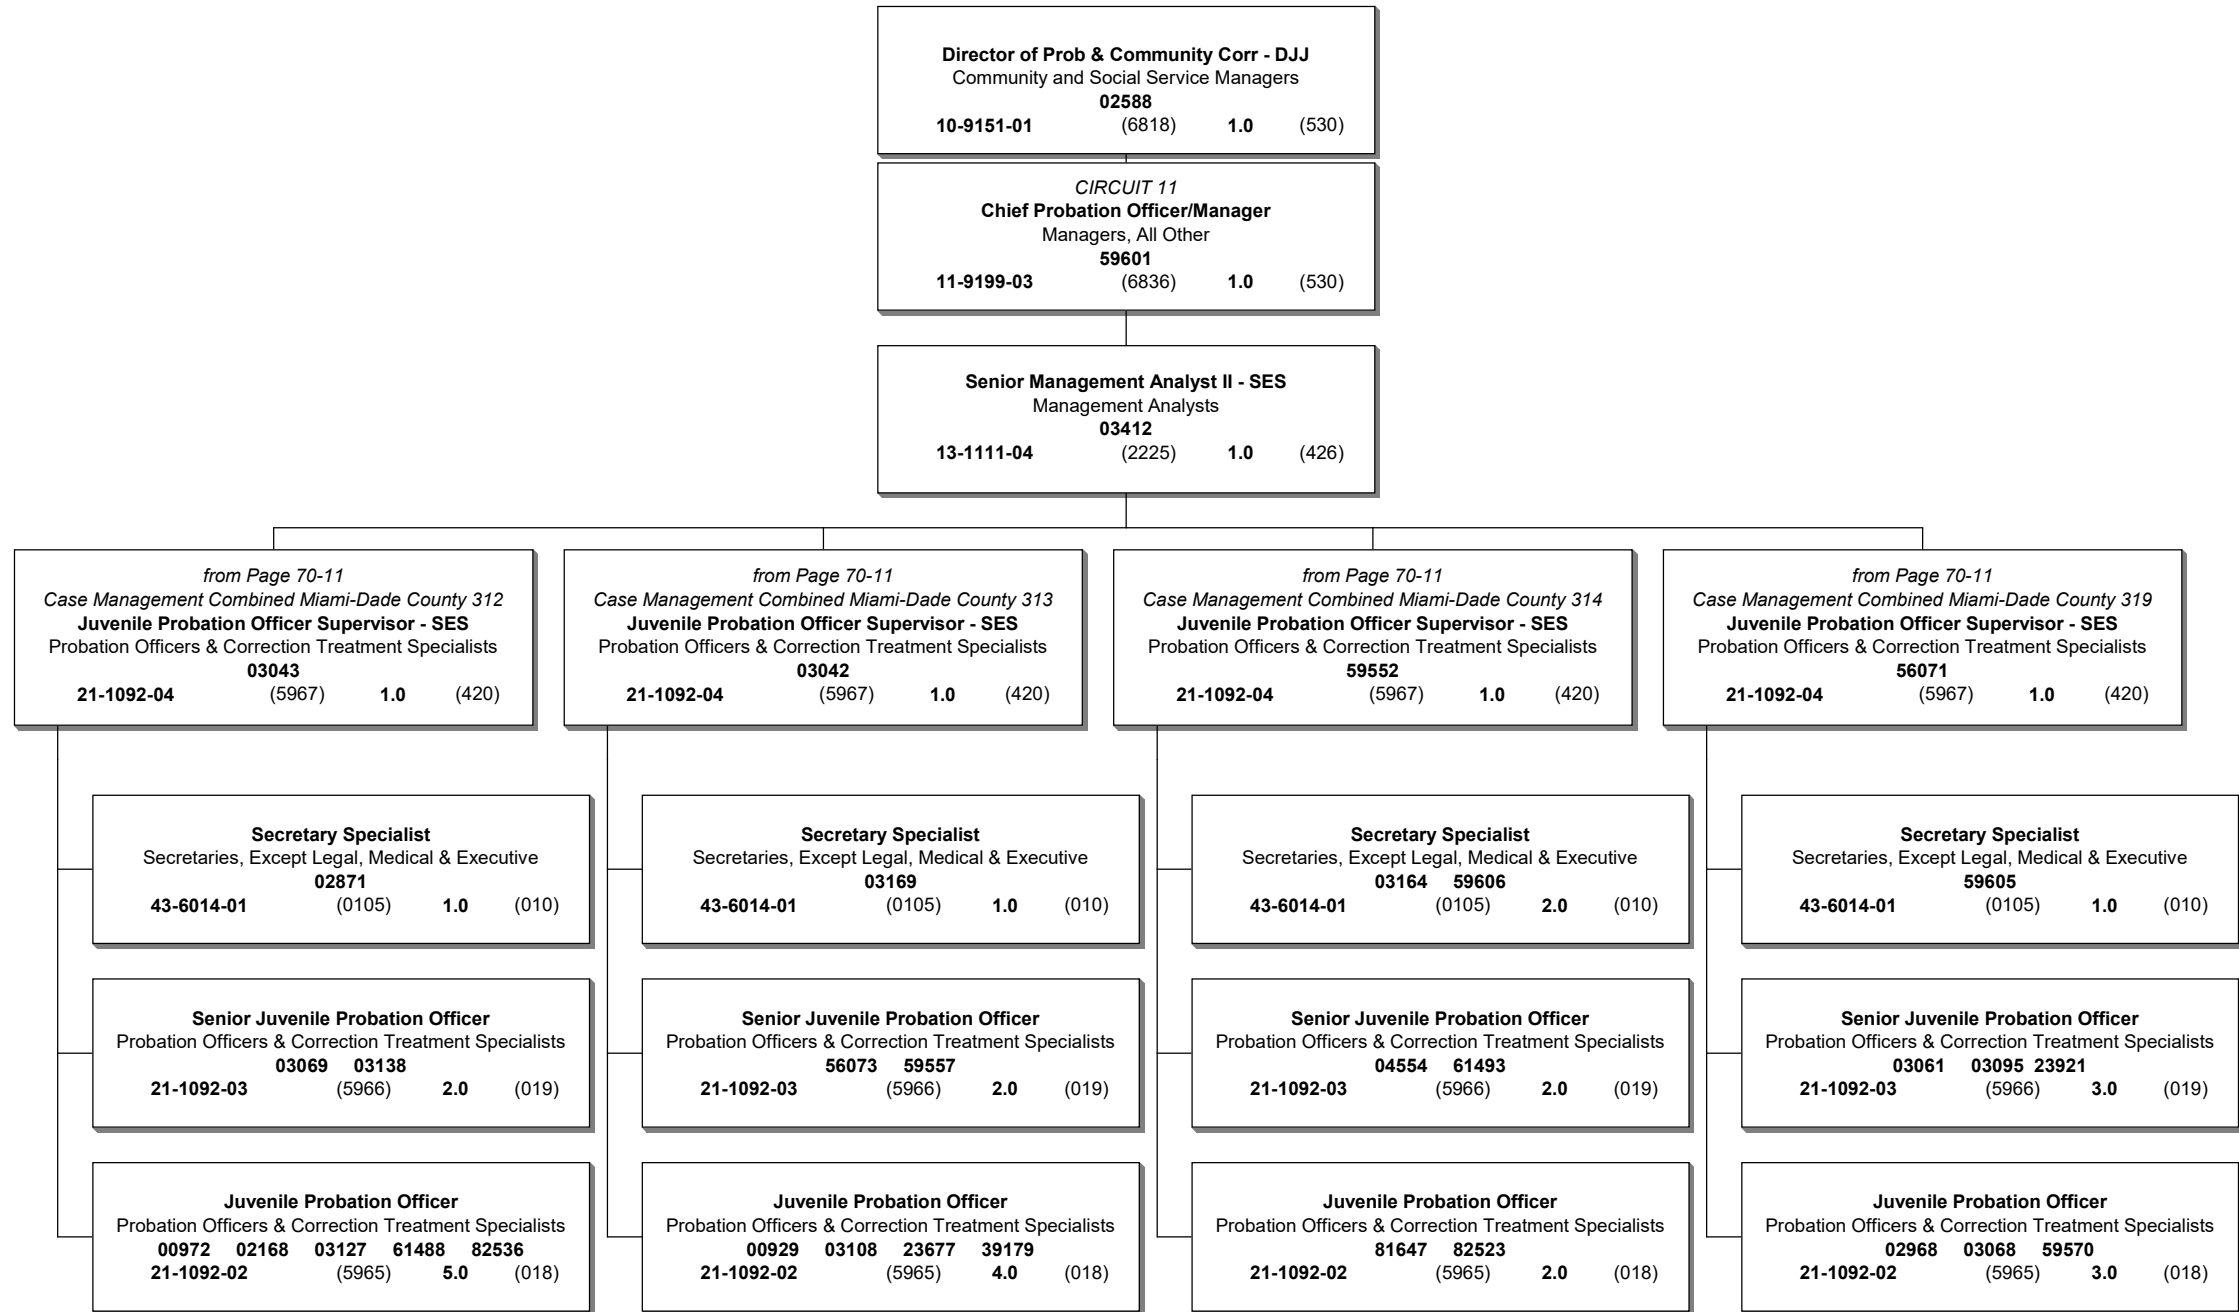 Director of Prob & Community Corr - DJJ
Community and Social Service Managers
02588
10-9151-01 (6818) 1.0 (530)
CIRCUIT 11
Chief Probation Officer/Manager
Managers, All Other
59601
11-9199-03 (6836) 1.0 (530)
Senior Management Analyst II - SES
Management Analysts
03412
13-1111-04 (2225) 1.0 (426)
from Page 70-11
Case Management Combined Miami-Dade County 312
Juvenile Probation Officer Supervisor - SES
Probation Officers & Correction Treatment Specialists
03043
21-1092-04 (5967) 1.0 (420)
from Page 70-11
Case Management Combined Miami-Dade County 313
Juvenile Probation Officer Supervisor - SES
Probation Officers & Correction Treatment Specialists
03042
21-1092-04 (5967) 1.0 (420)
from Page 70-11
Case Management Combined Miami-Dade County 314
Juvenile Probation Officer Supervisor - SES
Probation Officers & Correction Treatment Specialists
59552
21-1092-04 (5967) 1.0 (420)
from Page 70-11
Case Management Combined Miami-Dade County 319
Juvenile Probation Officer Supervisor - SES
Probation Officers & Correction Treatment Specialists
56071
21-1092-04 (5967) 1.0 (420)
Secretary Specialist
Secretaries, Except Legal, Medical & Executive
02871
43-6014-01 (0105) 1.0 (010)
Secretary Specialist
Secretaries, Except Legal, Medical & Executive
03169
43-6014-01 (0105) 1.0 (010)
Secretary Specialist
Secretaries, Except Legal, Medical & Executive
03164 59606
43-6014-01 (0105) 2.0 (010)
Secretary Specialist
Secretaries, Except Legal, Medical & Executive
59605
43-6014-01 (0105) 1.0 (010)
Senior Juvenile Probation Officer
Probation Officers & Correction Treatment Specialists
03069 03138
21-1092-03 (5966) 2.0 (019)
Senior Juvenile Probation Officer
Probation Officers & Correction Treatment Specialists
56073 59557
21-1092-03 (5966) 2.0 (019)
Senior Juvenile Probation Officer
Probation Officers & Correction Treatment Specialists
04554 61493
21-1092-03 (5966) 2.0 (019)
Senior Juvenile Probation Officer
Probation Officers & Correction Treatment Specialists
03061 03095 23921
21-1092-03 (5966) 3.0 (019)
Juvenile Probation Officer
Probation Officers & Correction Treatment Specialists
00972 02168 03127 61488 82536
21-1092-02 (5965) 5.0 (018)
Juvenile Probation Officer
Probation Officers & Correction Treatment Specialists
00929 03108 23677 39179
21-1092-02 (5965) 4.0 (018)
Juvenile Probation Officer
Probation Officers & Correction Treatment Specialists
81647 82523
21-1092-02 (5965) 2.0 (018)
Juvenile Probation Officer
Probation Officers & Correction Treatment Specialists
02968 03068 59570
21-1092-02 (5965) 3.0 (018)